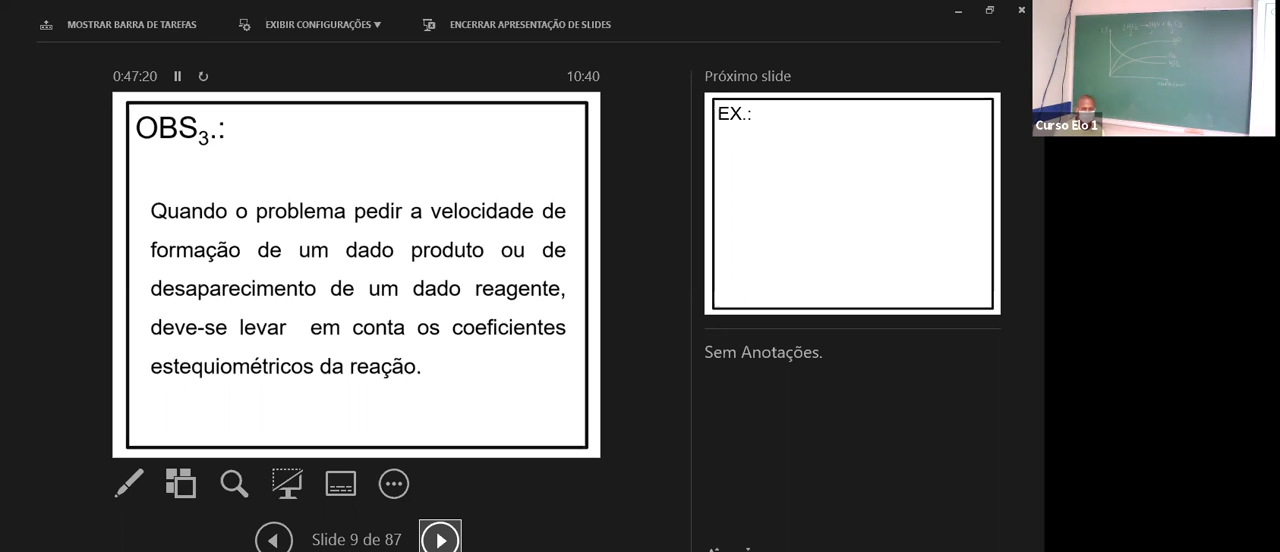 MOSTRAR BARRA DE TAREFAS
EXIBIR CONFIGURAÇÕES ▼
ENCERRAR APRESENTAÇÃO DE SLIDES
0:47:20
10:40
OBS₃.:
Quando o problema pedir a velocidade de
formação de um dado produto ou de
desaparecimento de um dado reagente,
deve-se levar em conta os coeficientes
estequiométricos da reação.
Slide 9 de 87
Próximo slide
EX.:
Sem Anotações.
Curso Elo 1